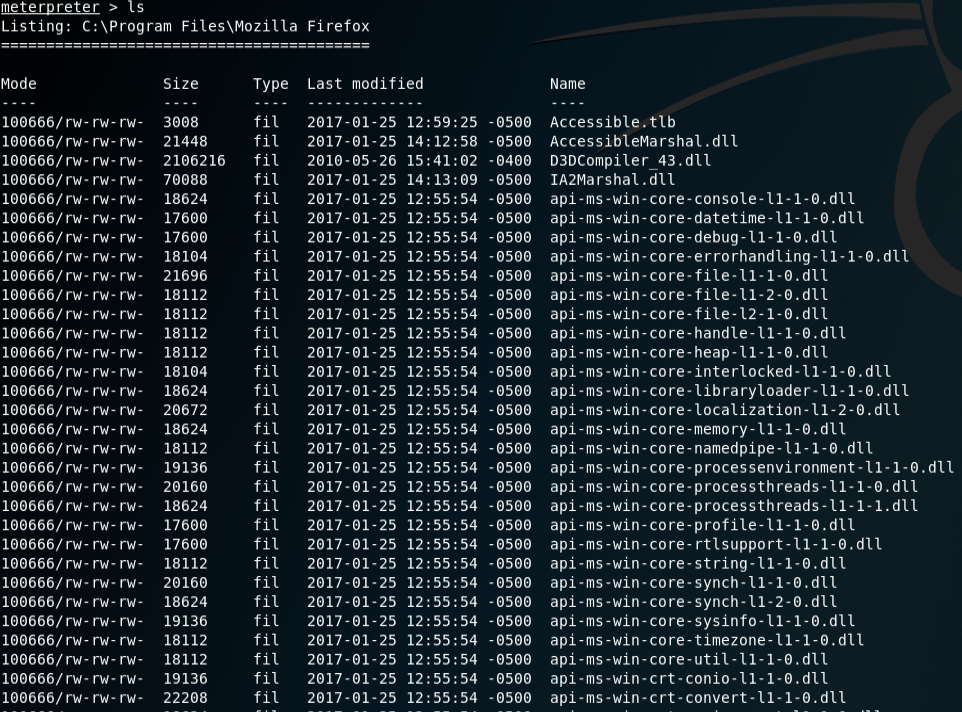 meterpreter > ls
Listing: C:\Program Files\Mozilla Firefox
=========================================
Mode Size Type Last modified Name
---- ---- ---- ------------- ----
100666/rw-rw-rw- 3008 fil 2017-01-25 12:59:25 -0500 Accessible.tlb
100666/rw-rw-rw- 21448 fil 2017-01-25 14:12:58 -0500 AccessibleMarshal.dll
100666/rw-rw-rw- 2106216 fil 2010-05-26 15:41:02 -0400 D3DCompiler_43.dll
100666/rw-rw-rw- 70088 fil 2017-01-25 14:13:09 -0500 IA2Marshal.dll
100666/rw-rw-rw- 18624 fil 2017-01-25 12:55:54 -0500 api-ms-win-core-console-l1-1-0.dll
100666/rw-rw-rw- 17600 fil 2017-01-25 12:55:54 -0500 api-ms-win-core-datetime-l1-1-0.dll
100666/rw-rw-rw- 17600 fil 2017-01-25 12:55:54 -0500 api-ms-win-core-debug-l1-1-0.dll
100666/rw-rw-rw- 18104 fil 2017-01-25 12:55:54 -0500 api-ms-win-core-errorhandling-l1-1-0.dll
100666/rw-rw-rw- 21696 fil 2017-01-25 12:55:54 -0500 api-ms-win-core-file-l1-1-0.dll
100666/rw-rw-rw- 18112 fil 2017-01-25 12:55:54 -0500 api-ms-win-core-file-l1-2-0.dll
100666/rw-rw-rw- 18112 fil 2017-01-25 12:55:54 -0500 api-ms-win-core-file-l2-1-0.dll
100666/rw-rw-rw- 18112 fil 2017-01-25 12:55:54 -0500 api-ms-win-core-handle-l1-1-0.dll
100666/rw-rw-rw- 18112 fil 2017-01-25 12:55:54 -0500 api-ms-win-core-heap-l1-1-0.dll
100666/rw-rw-rw- 18104 fil 2017-01-25 12:55:54 -0500 api-ms-win-core-interlocked-l1-1-0.dll
100666/rw-rw-rw- 18624 fil 2017-01-25 12:55:54 -0500 api-ms-win-core-libraryloader-l1-1-0.dll
100666/rw-rw-rw- 20672 fil 2017-01-25 12:55:54 -0500 api-ms-win-core-localization-l1-2-0.dll
100666/rw-rw-rw- 18624 fil 2017-01-25 12:55:54 -0500 api-ms-win-core-memory-l1-1-0.dll
100666/rw-rw-rw- 18112 fil 2017-01-25 12:55:54 -0500 api-ms-win-core-namedpipe-l1-1-0.dll
100666/rw-rw-rw- 19136 fil 2017-01-25 12:55:54 -0500 api-ms-win-core-processenvironment-l1-1-0.dll
100666/rw-rw-rw- 20160 fil 2017-01-25 12:55:54 -0500 api-ms-win-core-processthreads-l1-1-0.dll
100666/rw-rw-rw- 18624 fil 2017-01-25 12:55:54 -0500 api-ms-win-core-processthreads-l1-1-1.dll
100666/rw-rw-rw- 17600 fil 2017-01-25 12:55:54 -0500 api-ms-win-core-profile-l1-1-0.dll
100666/rw-rw-rw- 17600 fil 2017-01-25 12:55:54 -0500 api-ms-win-core-rtlsupport-l1-1-0.dll
100666/rw-rw-rw- 18112 fil 2017-01-25 12:55:54 -0500 api-ms-win-core-string-l1-1-0.dll
100666/rw-rw-rw- 20160 fil 2017-01-25 12:55:54 -0500 api-ms-win-core-synch-l1-1-0.dll
100666/rw-rw-rw- 18624 fil 2017-01-25 12:55:54 -0500 api-ms-win-core-synch-l1-2-0.dll
100666/rw-rw-rw- 19136 fil 2017-01-25 12:55:54 -0500 api-ms-win-core-sysinfo-l1-1-0.dll
100666/rw-rw-rw- 18112 fil 2017-01-25 12:55:54 -0500 api-ms-win-core-timezone-l1-1-0.dll
100666/rw-rw-rw- 18112 fil 2017-01-25 12:55:54 -0500 api-ms-win-core-util-l1-1-0.dll
100666/rw-rw-rw- 19136 fil 2017-01-25 12:55:54 -0500 api-ms-win-crt-conio-l1-1-0.dll
100666/rw-rw-rw- 22208 fil 2017-01-25 12:55:54 -0500 api-ms-win-crt-convert-l1-1-0.dll